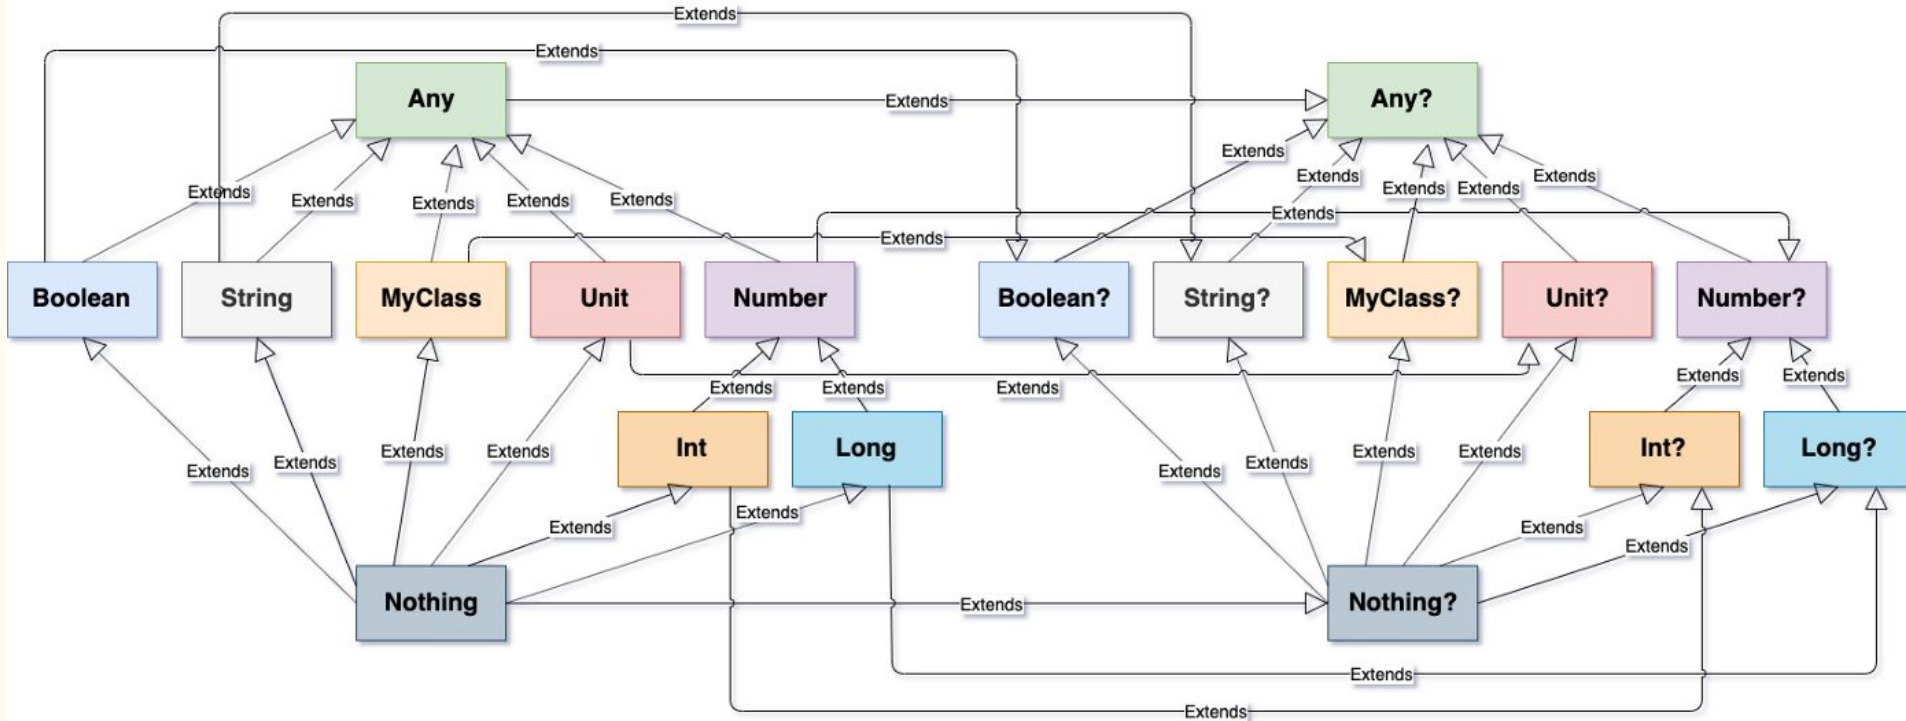 Extends
Extends
Any
Extends
Any?
Extends
Extends
Extends
Extends
Extends
Extends
Extends
Extends
Extends
Extends
Extends
Extends
Extends
Boolean
String
MyClass
Unit
Number
Boolean?
String?
MyClass?
Unit?
Number?
Extends
Extends
Extends
Extends
Extends
Int
Long
Int?
Long?
Extends
Extends
Extends
Extends
Extends
Extends
Extends
Extends
Extends
Extends
Extends
Extends
Nothing
Extends
Nothing?
Extends
Extends